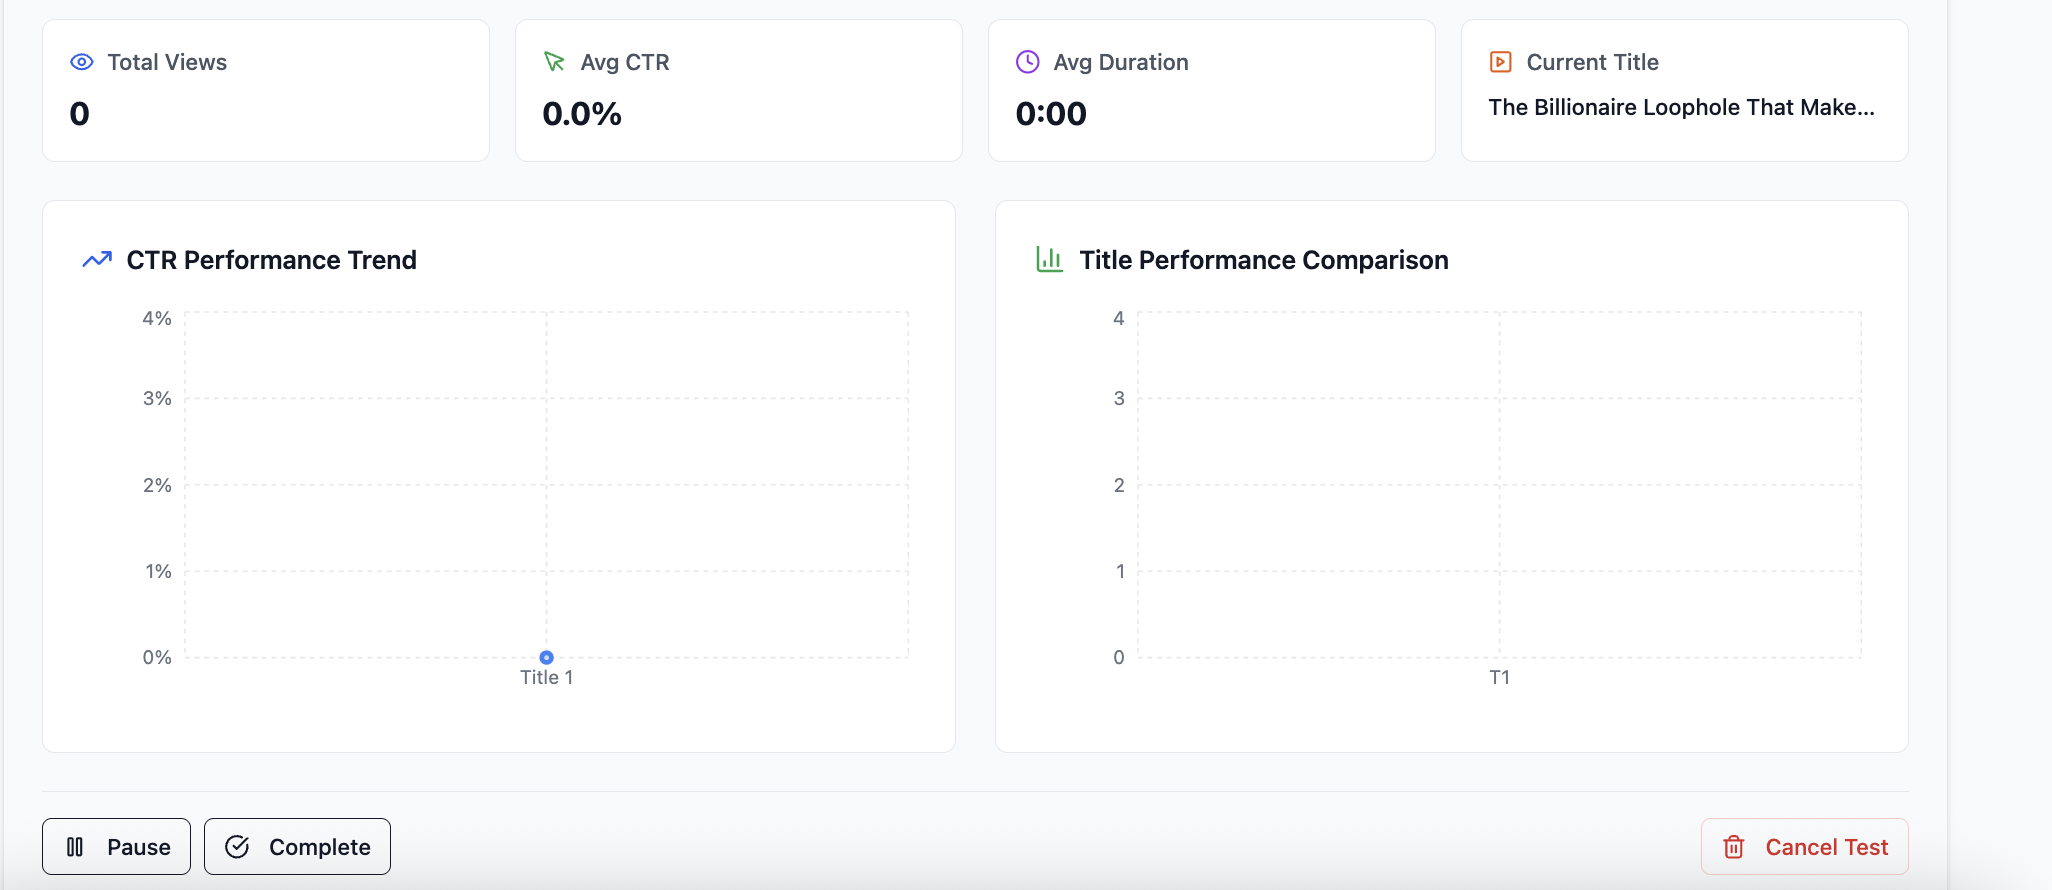 Total Views
0
Avg CTR
0.0%
Avg Duration
0:00
Current Title
The Billionaire Loophole That Make...
CTR Performance Trend
4%
3%
2%
1%
0%
Title 1
Title Performance Comparison
4
3
2
1
0
T1
Pause
Complete
Cancel Test